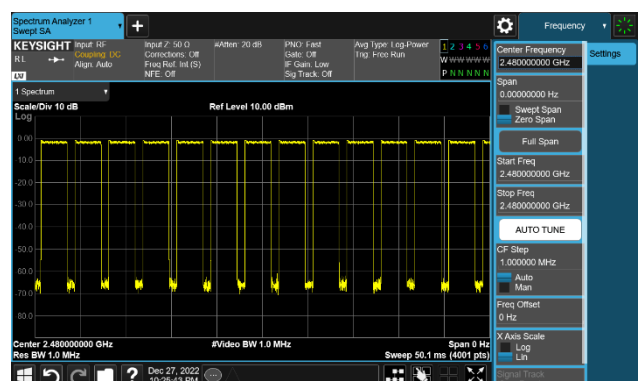 Spectrum Analyzer 1
Swept SA
Frequency
KEYSIGHT
Input: RF
Coupling: DC
Align: Auto
Input Z: 50 Ω
Corrections: Off
Freq Ref: Int (S)
NFE: Off
#Atten: 20 dB
PNO: Fast
Gate: Off
IF Gain: Low
Sig Track: Off
Avg Type: Log-Power
Trig: Free Run
1 2 3 4 5 6
W W W W W W
P N N N N N
R L
LXI
1 Spectrum
Scale/Div 10 dB
Ref Level 10.00 dBm
Log
0.00
-10.0
-20.0
-30.0
-40.0
-50.0
-60.0
-70.0
-80.0
Center 2.480000000 GHz
#Video BW 1.0 MHz
Span 0 Hz
Res BW 1.0 MHz
Sweep 50.1 ms (4001 pts)
Center Frequency
2.480000000 GHz
Settings
Span
0.00000000 Hz
Swept Span
Zero Span
Full Span
Start Freq
2.480000000 GHz
Stop Freq
2.480000000 GHz
AUTO TUNE
CF Step
1.000000 MHz
Auto
Man
Freq Offset
0 Hz
X Axis Scale
Log
Lin
Signal Track
?
Dec 27, 2022
10:25:43 PM